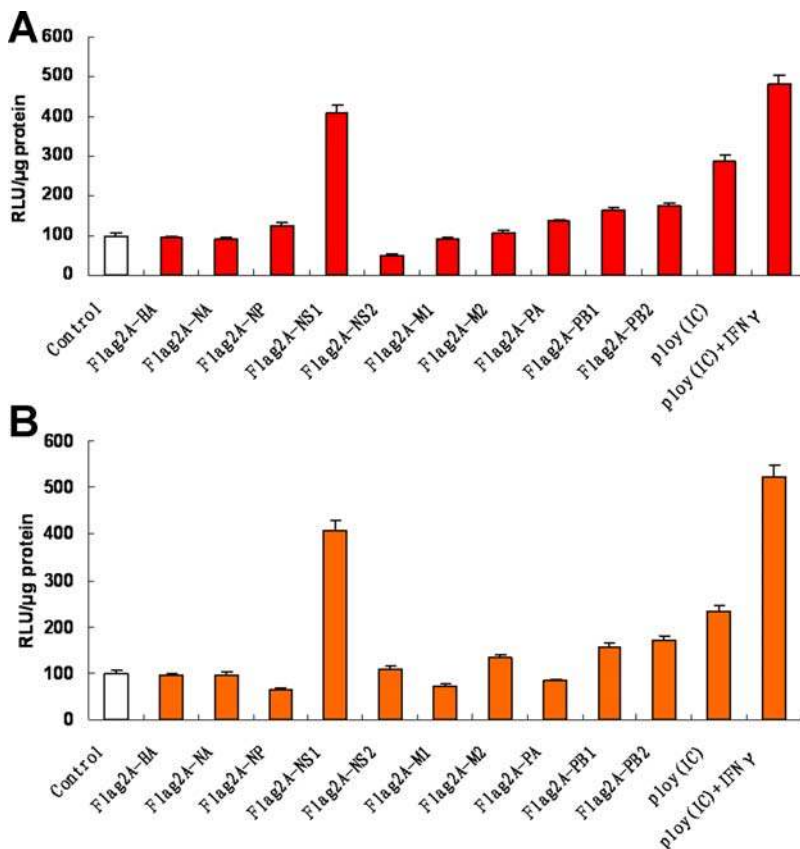 A
RLU/µg protein
600
500
400
300
200
100
0
Control
Flag2A-HA
Flag2A-NA
Flag2A-NP
Flag2A-NS1
Flag2A-NS2
Flag2A-M1
Flag2A-M2
Flag2A-PA
Flag2A-PB1
Flag2A-PB2
ploy(IC)
ploy(IC)+IFN γ
B
RLU/µg protein
600
500
400
300
200
100
0
Control
Flag2A-HA
Flag2A-NA
Flag2A-NP
Flag2A-NS1
Flag2A-NS2
Flag2A-M1
Flag2A-M2
Flag2A-PA
Flag2A-PB1
Flag2A-PB2
ploy(IC)
ploy(IC)+IFN γ